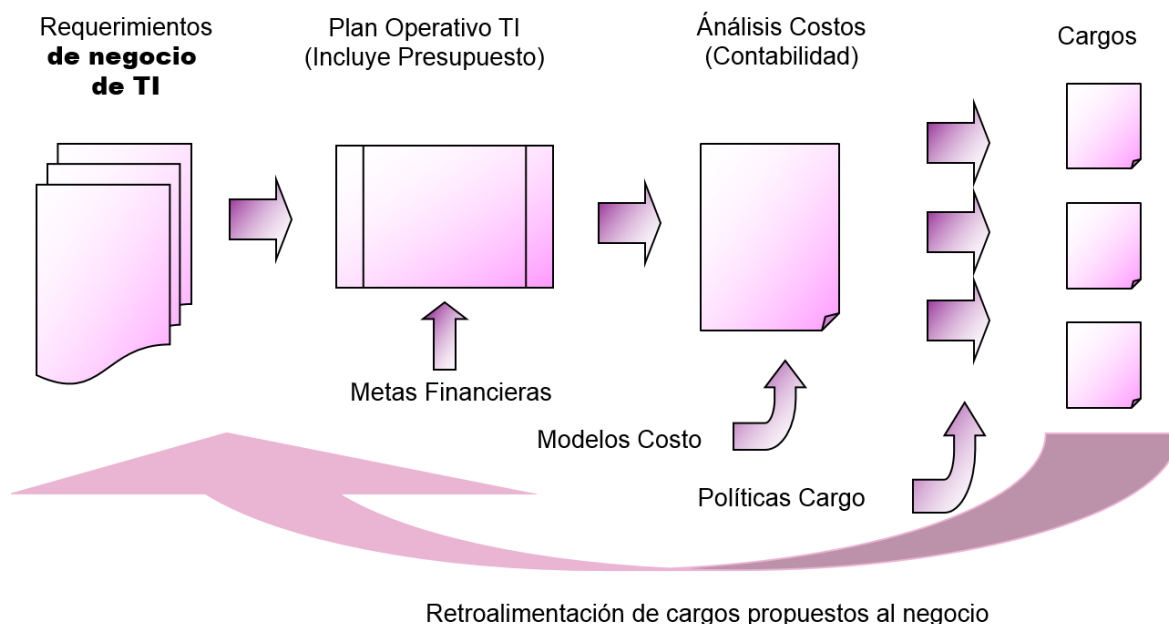 Requerimientos
de negocio
de TI
Plan Operativo TI
(Incluye Presupuesto)
Ánálisis Costos
(Contabilidad)
Cargos
Metas Financieras
Modelos Costo
Políticas Cargo
Retroalimentación de cargos propuestos al negocio